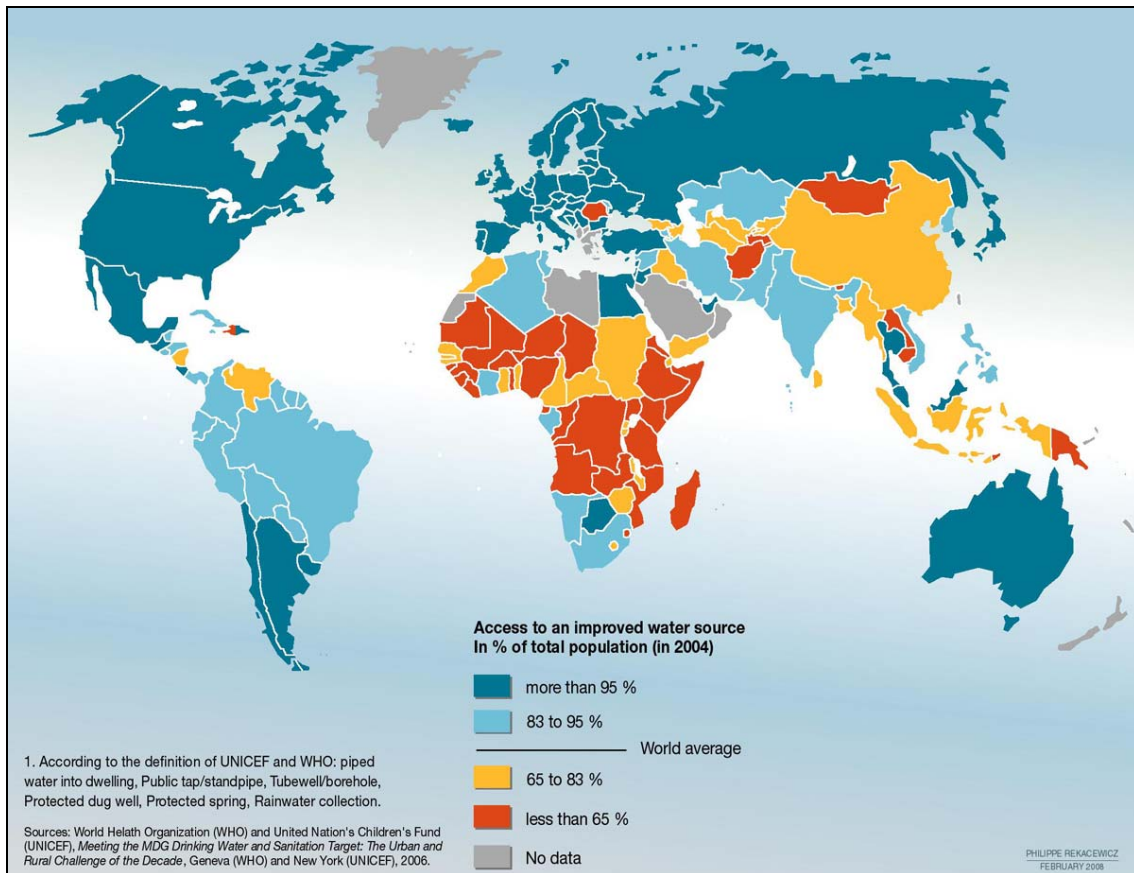 Access to an improved water source
In % of total population (in 2004)
more than 95 %
83 to 95 %
World average
65 to 83 %
less than 65 %
No data
1. According to the definition of UNICEF and WHO: piped
water into dwelling, Public tap/standpipe, Tubewell/borehole,
Protected dug well, Protected spring, Rainwater collection.
Sources: World Helath Organization (WHO) and United Nation's Children's Fund
(UNICEF), Meeting the MDG Drinking Water and Sanitation Target: The Urban and
Rural Challenge of the Decade, Geneva (WHO) and New York (UNICEF), 2006.
PHILIPPE REKACEWICZ
FEBRUARY 2008